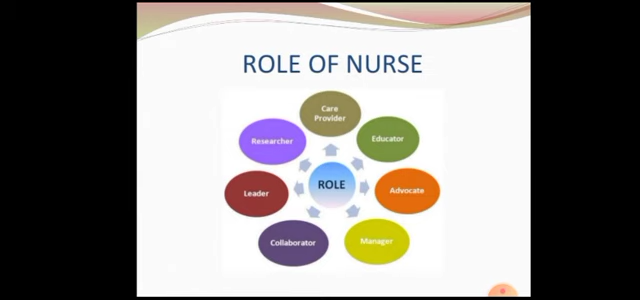 ROLE OF NURSE
Care
Provider
Educator
Advocate
Manager
Collaborator
Leader
Researcher
ROLE